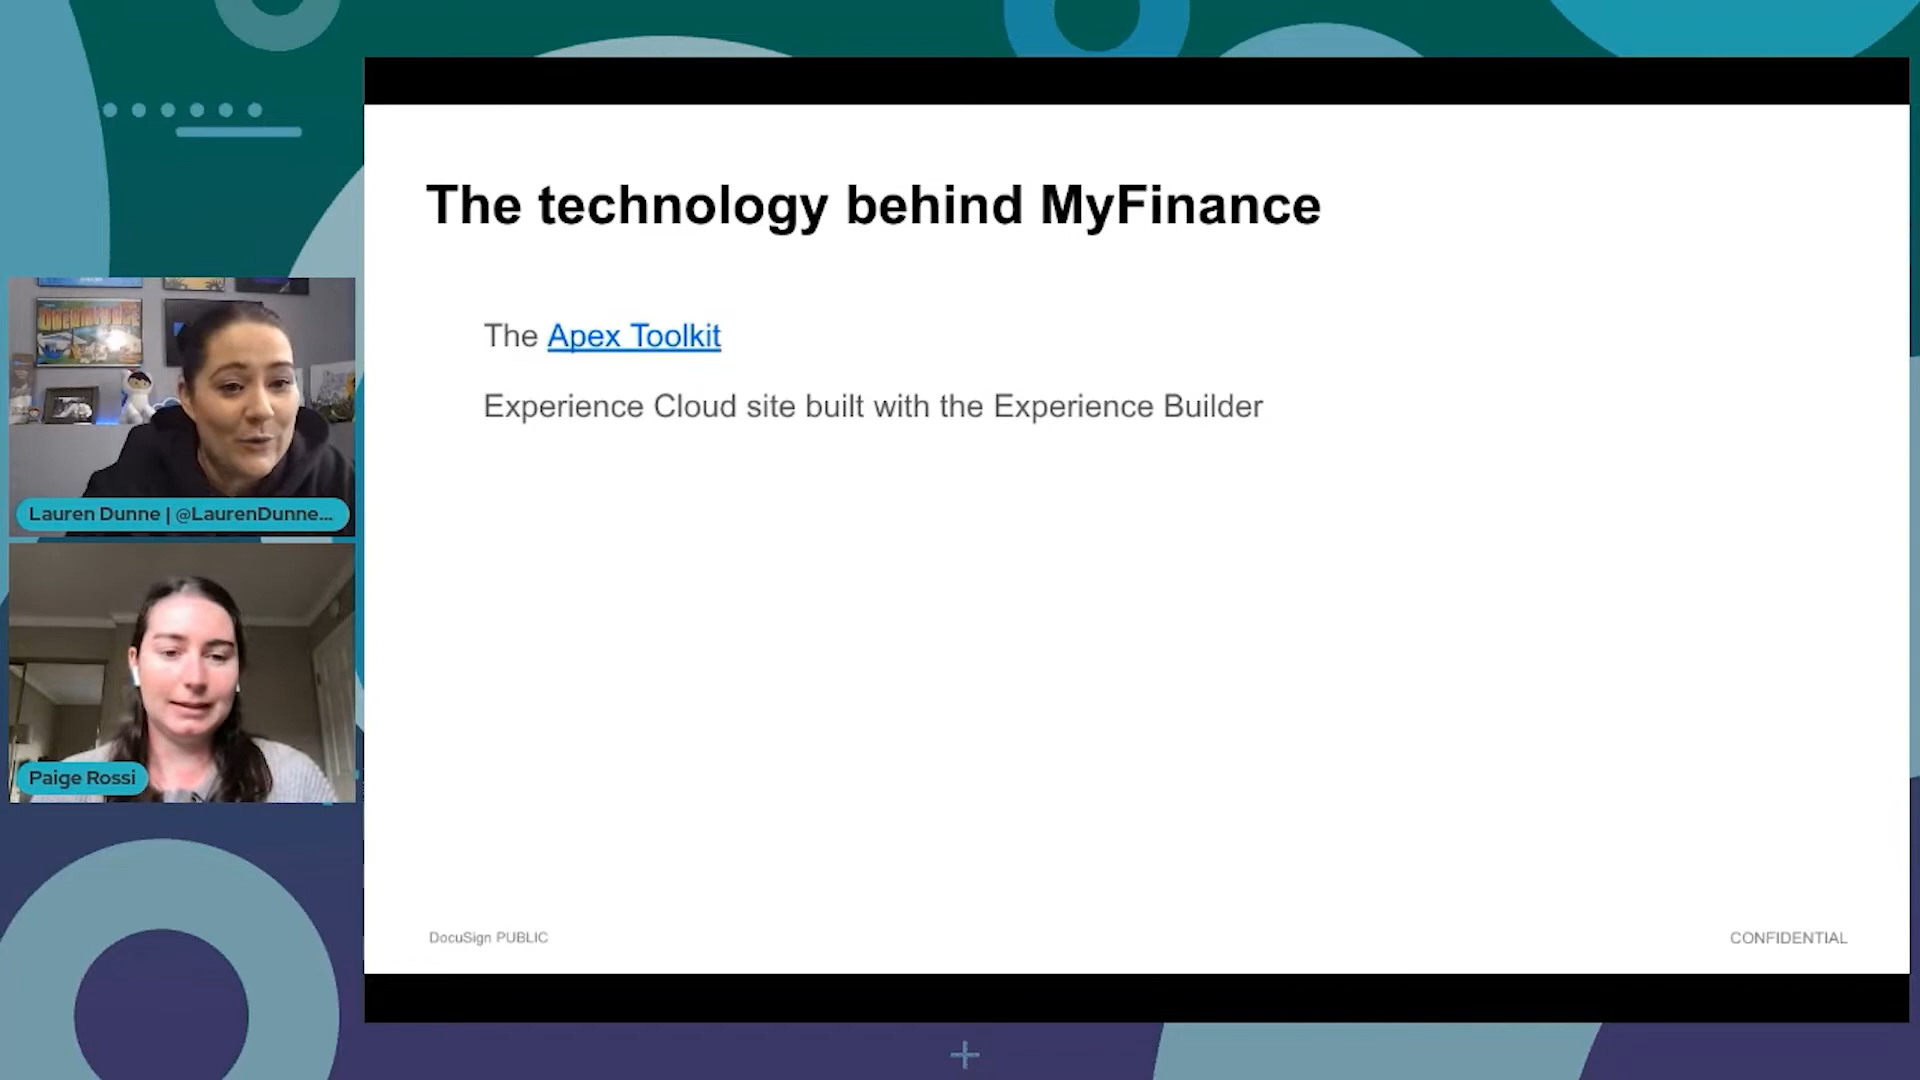 The technology behind MyFinance
The Apex Toolkit
Experience Cloud site built with the Experience Builder
Lauren Dunne | @LaurenDunne...
Paige Rossi
DocuSign PUBLIC
CONFIDENTIAL